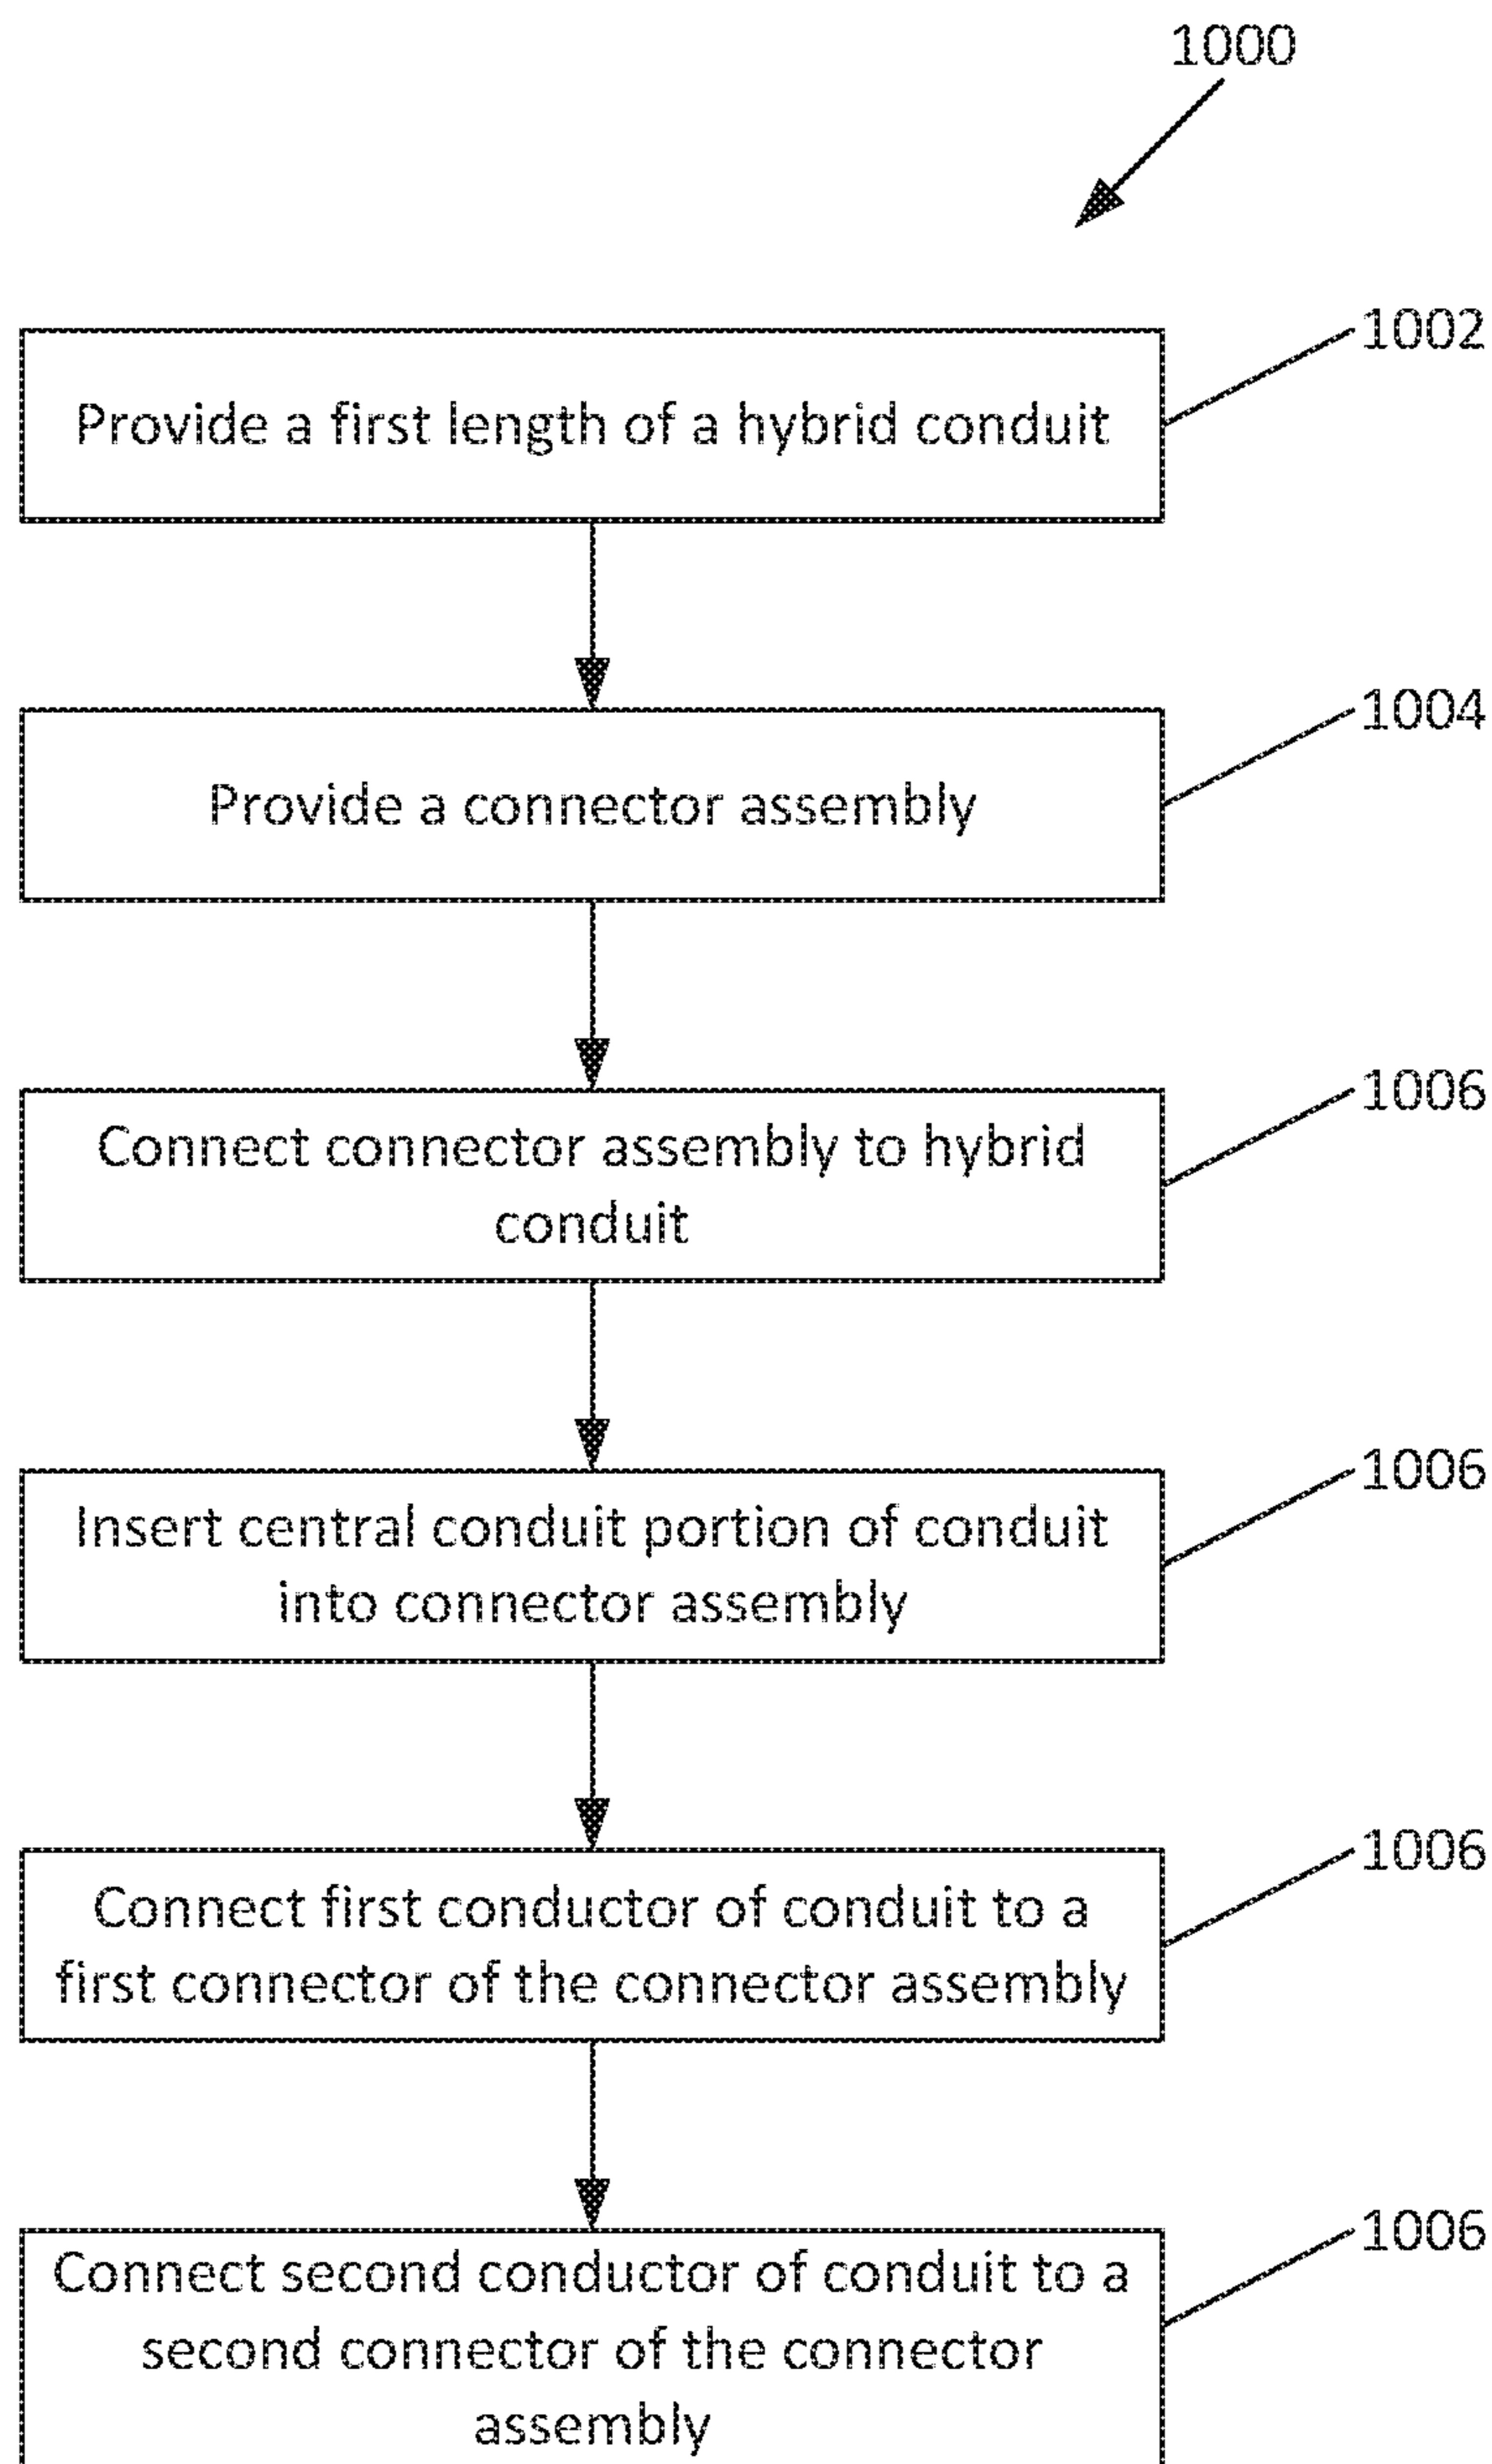 1000
1002
Provide a first length of a hybrid conduit
1004
Provide a connector assembly
1006
Connect connector assembly to hybrid
conduit
1006
Insert central conduit portion of conduit
into connector assembly
1006
Connect first conductor of conduit to a
first connector of the connector assembly
1006
Connect second conductor of conduit to a
second connector of the connector
assembly